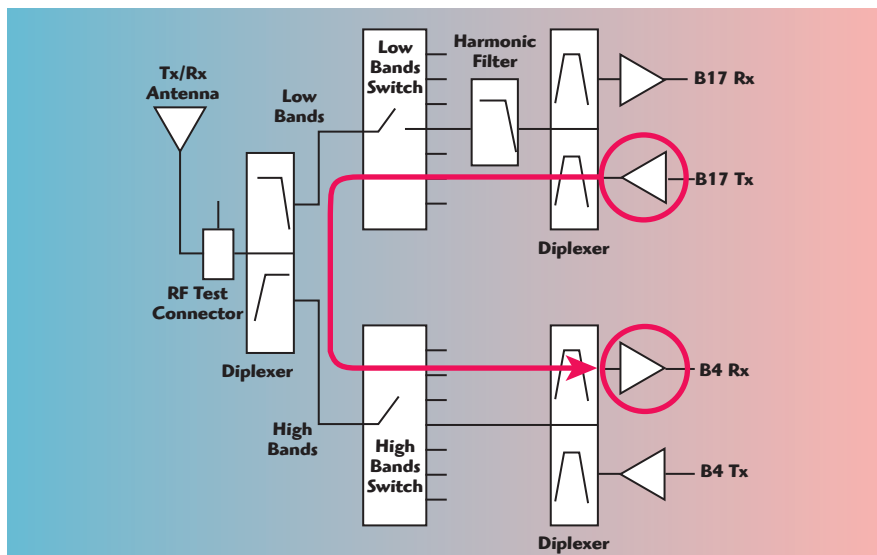 Tx/Rx
Antenna
Low
Bands
Low
Bands
Switch
Harmonic
Filter
B17 Rx
B17 Tx
Diplexer
RF Test
Connector
Diplexer
High
Bands
High
Bands
Switch
B4 Rx
B4 Tx
Diplexer